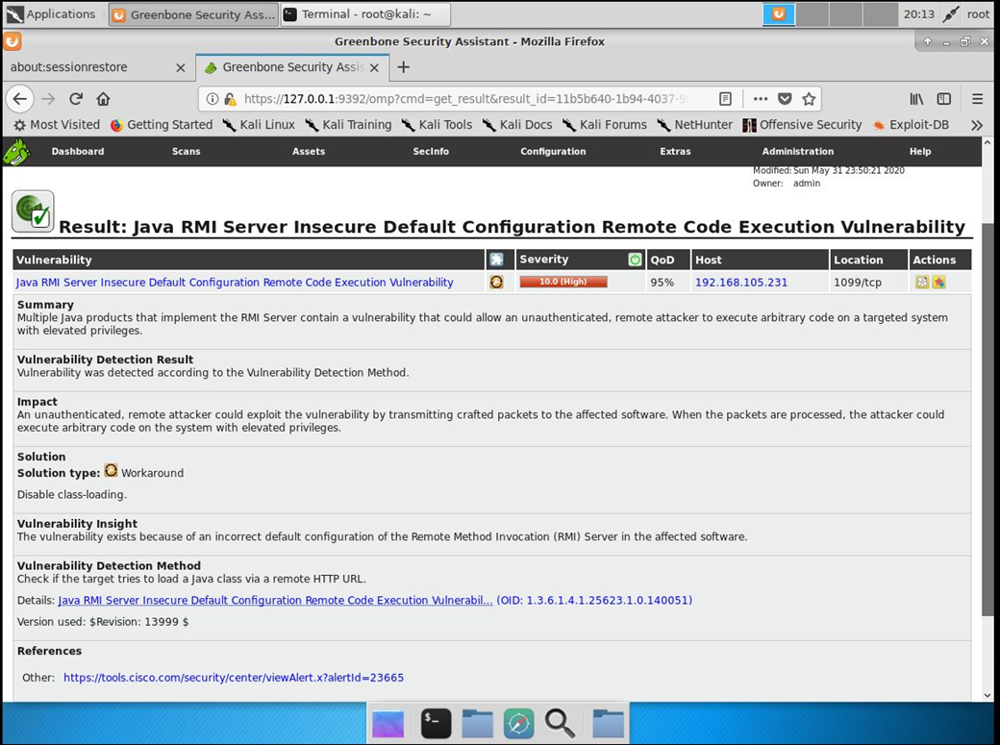 Applications
Greenbone Security Ass...
Terminal - root@kali: ~
20:13
root
Greenbone Security Assistant - Mozilla Firefox
about:sessionrestore
Greenbone Security Assis
https://127.0.0.1:9392/omp?cmd=get_result&result_id=11b5b640-1b94-4037-9
Most Visited
Getting Started
Kali Linux
Kali Training
Kali Tools
Kali Docs
Kali Forums
NetHunter
Offensive Security
Exploit-DB
Dashboard
Scans
Assets
SecInfo
Configuration
Extras
Administration
Help
Modified: Sun May 31 23:50:21 2020
Owner: admin
Result: Java RMI Server Insecure Default Configuration Remote Code Execution Vulnerability
Vulnerability Severity QoD Host Location Actions
Java RMI Server Insecure Default Configuration Remote Code Execution Vulnerability 10.0 (High) 95% 192.168.105.231 1099/tcp
Summary
Multiple Java products that implement the RMI Server contain a vulnerability that could allow an unauthenticated, remote attacker to execute arbitrary code on a targeted system
with elevated privileges.
Vulnerability Detection Result
Vulnerability was detected according to the Vulnerability Detection Method.
Impact
An unauthenticated, remote attacker could exploit the vulnerability by transmitting crafted packets to the affected software. When the packets are processed, the attacker could
execute arbitrary code on the system with elevated privileges.
Solution
Solution type: Workaround
Disable class-loading.
Vulnerability Insight
The vulnerability exists because of an incorrect default configuration of the Remote Method Invocation (RMI) Server in the affected software.
Vulnerability Detection Method
Check if the target tries to load a Java class via a remote HTTP URL.
Details: Java RMI Server Insecure Default Configuration Remote Code Execution Vulnerabil... (OID: 1.3.6.1.4.1.25623.1.0.140051)
Version used: $Revision: 13999 $
References
Other: https://tools.cisco.com/security/center/viewAlert.x?alertId=23665